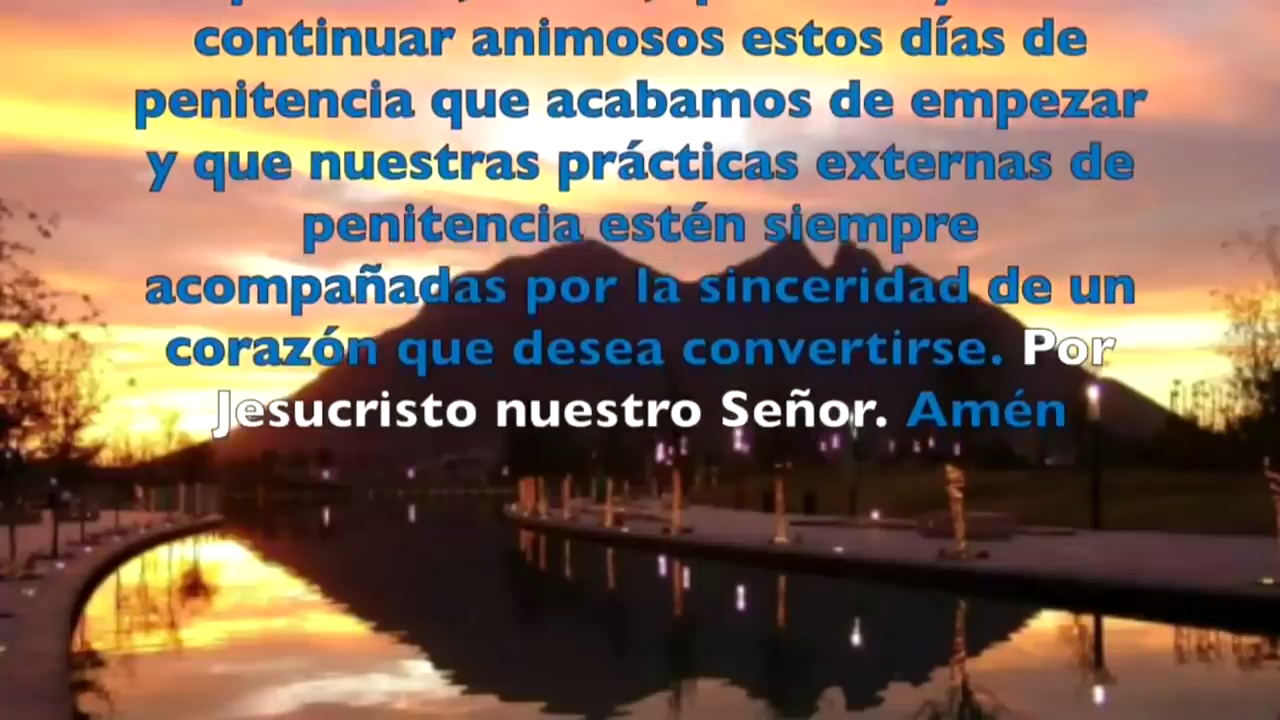 continuar animosos estos días de
penitencia que acabamos de empezar
y que nuestras prácticas externas de
penitencia estén siempre
acompañadas por la sinceridad de un
corazón que desea convertirse. Por
Jesucristo nuestro Señor. Amén